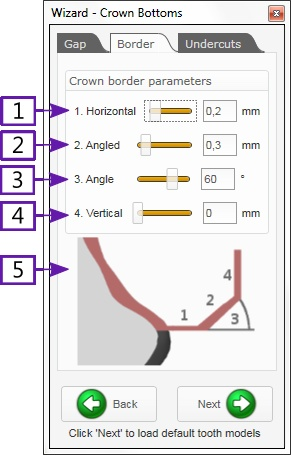 Wizard - Crown Bottoms
Gap Border Undercuts
Crown border parameters
1 1. Horizontal 0,2 mm
2 2. Angled 0,3 mm
3 3. Angle 60 °
4 4. Vertical 0 mm
5
4
2
1 3
Back Next
Click 'Next' to load default tooth models